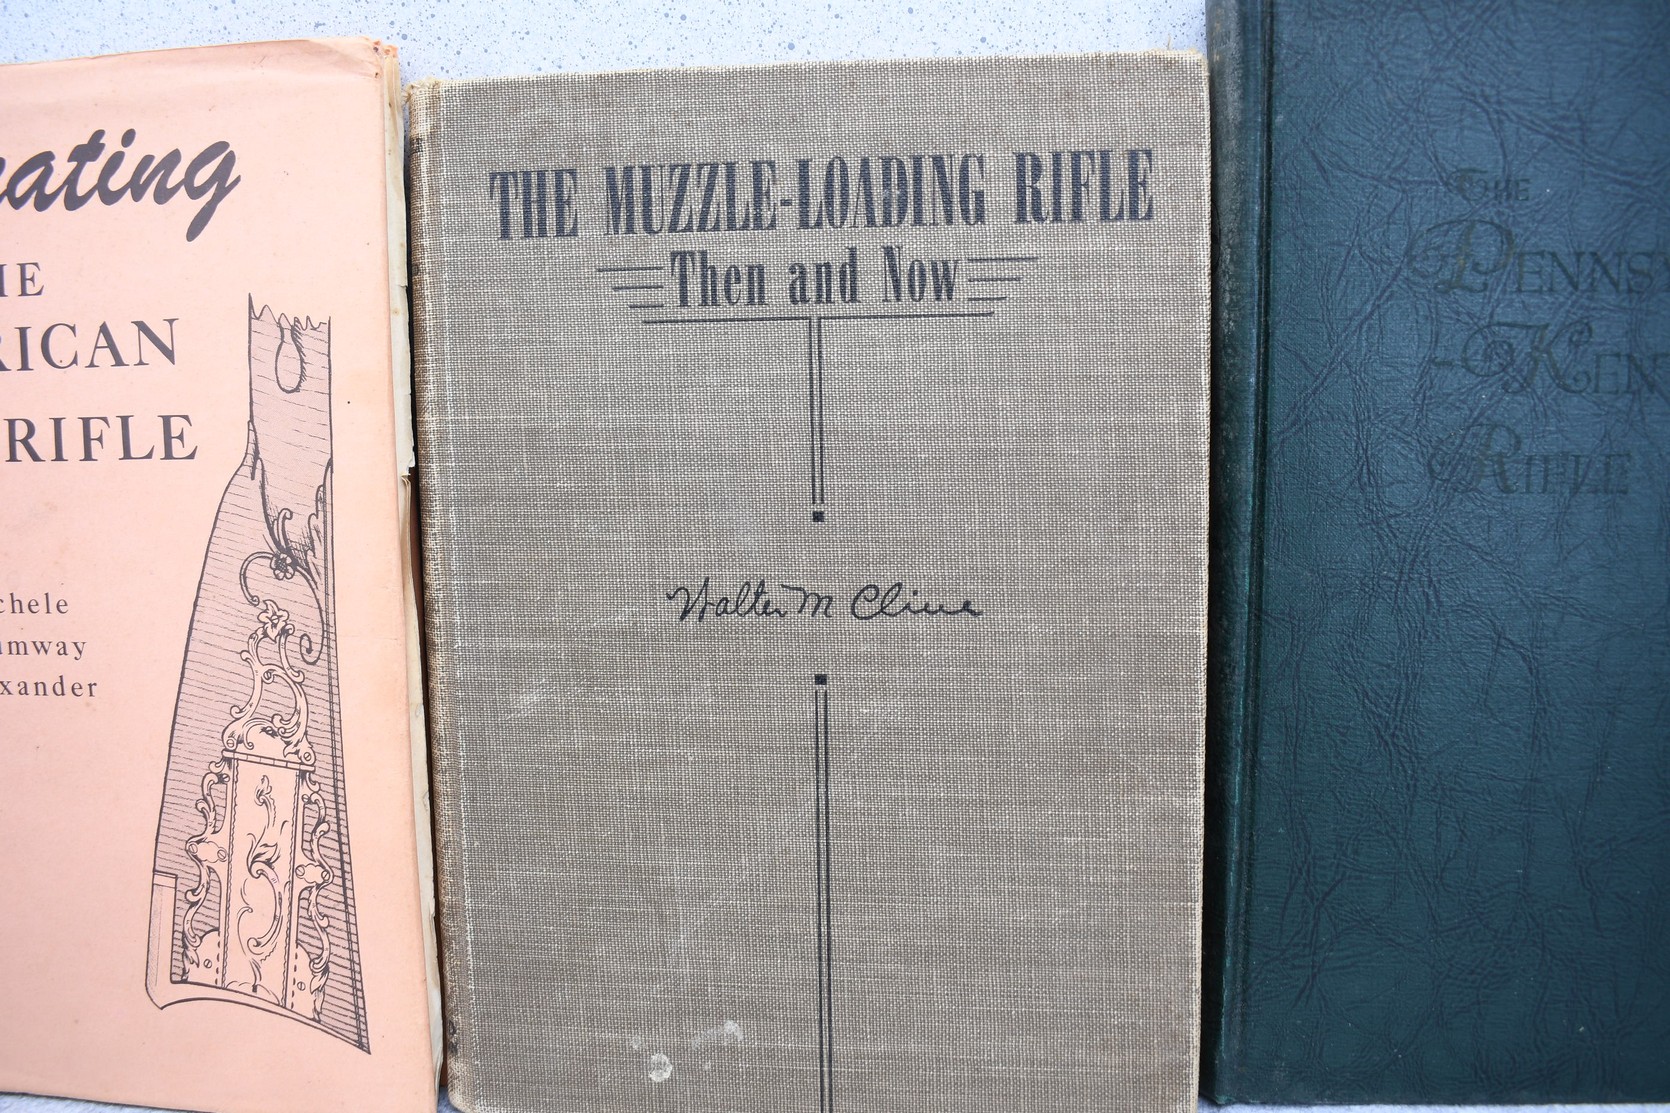 eating
HE
RICAN
RIFLE
chele
umway
xander
THE MUZZLE-LOADING RIFLE
Then and Now
Walter M Cline
THE
PENNS
-KEN
RIFLE